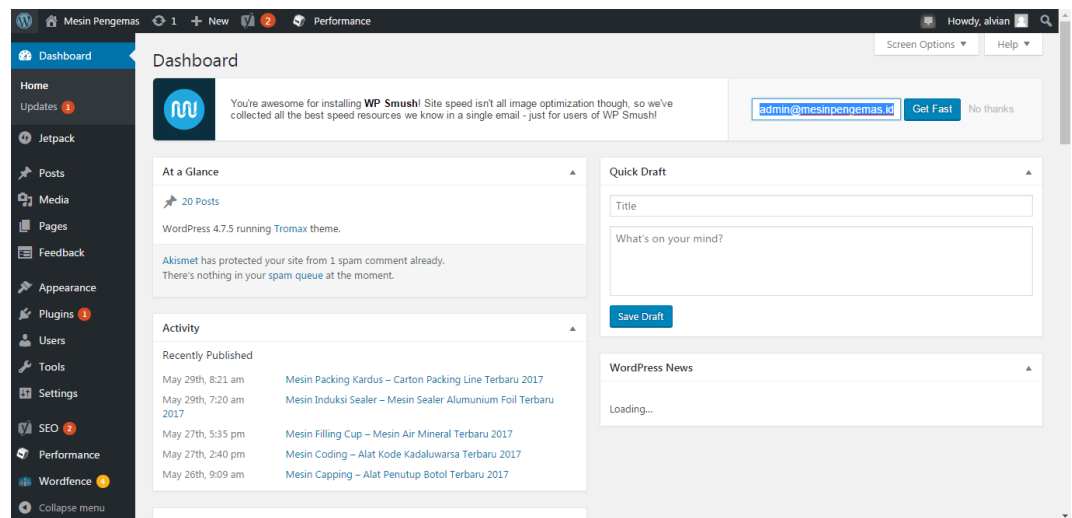 Mesin Pengemas 1 + New 2 Performance Howdy, alvian
Screen Options ▼ Help ▼
Dashboard
Home
Updates 1
Jetpack
Posts
Media
Pages
Feedback
Appearance
Plugins 1
Users
Tools
Settings
SEO 2
Performance
Wordfence 4
Collapse menu
Dashboard
You're awesome for installing WP Smush! Site speed isn't all image optimization though, so we've
collected all the best speed resources we know in a single email - just for users of WP Smush!
admin@mesinpengemas.id Get Fast No thanks
At a Glance
20 Posts
WordPress 4.7.5 running Tromax theme.
Akismet has protected your site from 1 spam comment already.
There's nothing in your spam queue at the moment.
Activity
Recently Published
May 29th, 8:21 am Mesin Packing Kardus – Carton Packing Line Terbaru 2017
May 29th, 7:20 am Mesin Induksi Sealer – Mesin Sealer Alumunium Foil Terbaru
2017
May 27th, 5:35 pm Mesin Filling Cup – Mesin Air Mineral Terbaru 2017
May 27th, 2:40 pm Mesin Coding – Alat Kode Kadaluwarsa Terbaru 2017
May 26th, 9:09 am Mesin Capping – Alat Penutup Botol Terbaru 2017
Quick Draft
Title
What's on your mind?
Save Draft
WordPress News
Loading...